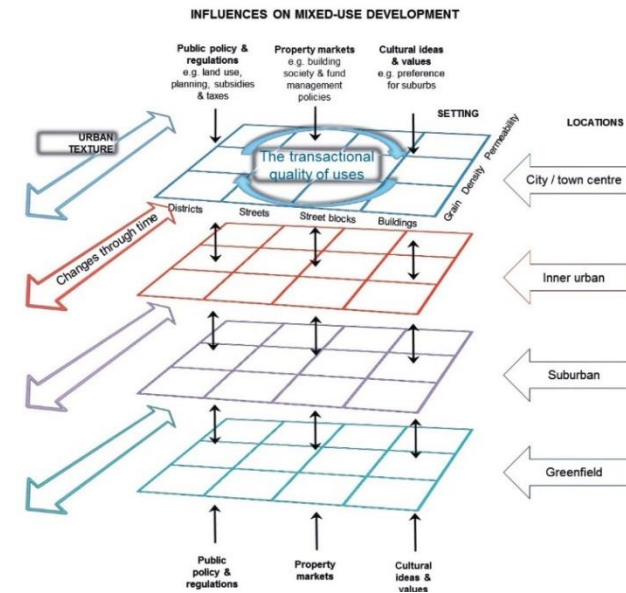 INFLUENCES ON MIXED-USE DEVELOPMENT
Public policy &
regulations
e.g. land use,
planning, subsidies
& taxes
Property markets
e.g. building
society & fund
management
policies
Cultural ideas
& values
e.g. preference
for suburbs
SETTING
LOCATIONS
URBAN
TEXTURE
The transactional
quality of uses
Grain Density Permeability
City / town centre
Districts Streets Street blocks Buildings
Changes through time
Inner urban
Suburban
Greenfield
Public
policy &
regulations
Property
markets
Cultural
ideas &
values